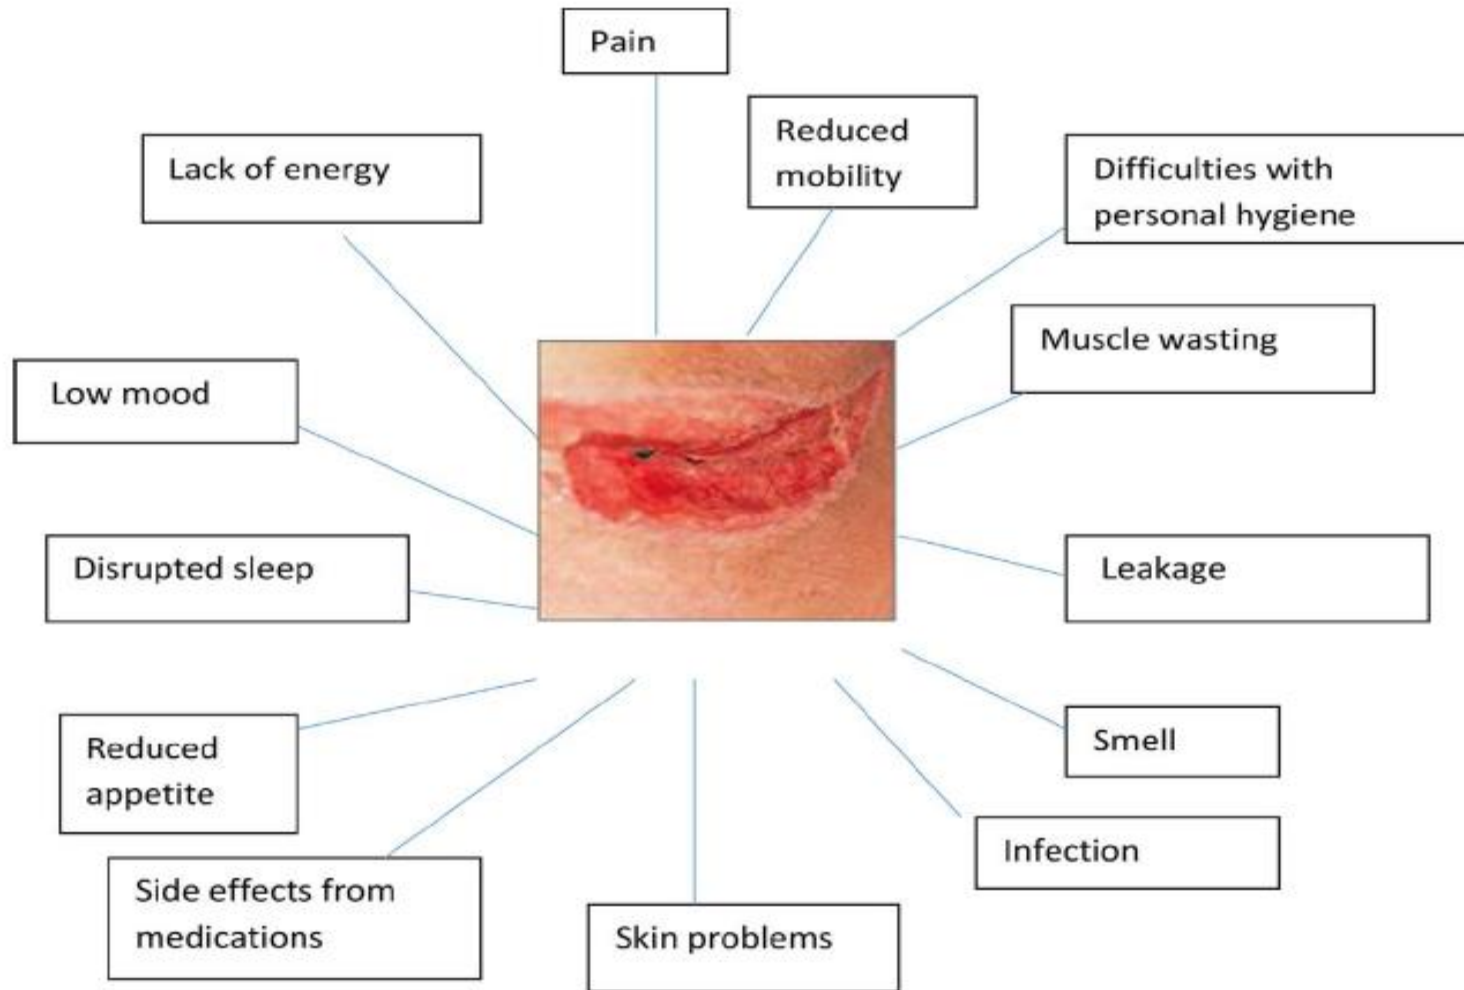 Pain
Reduced
mobility
Lack of energy
Difficulties with
personal hygiene
Muscle wasting
Low mood
Disrupted sleep
Leakage
Reduced
appetite
Smell
Infection
Side effects from
medications
Skin problems